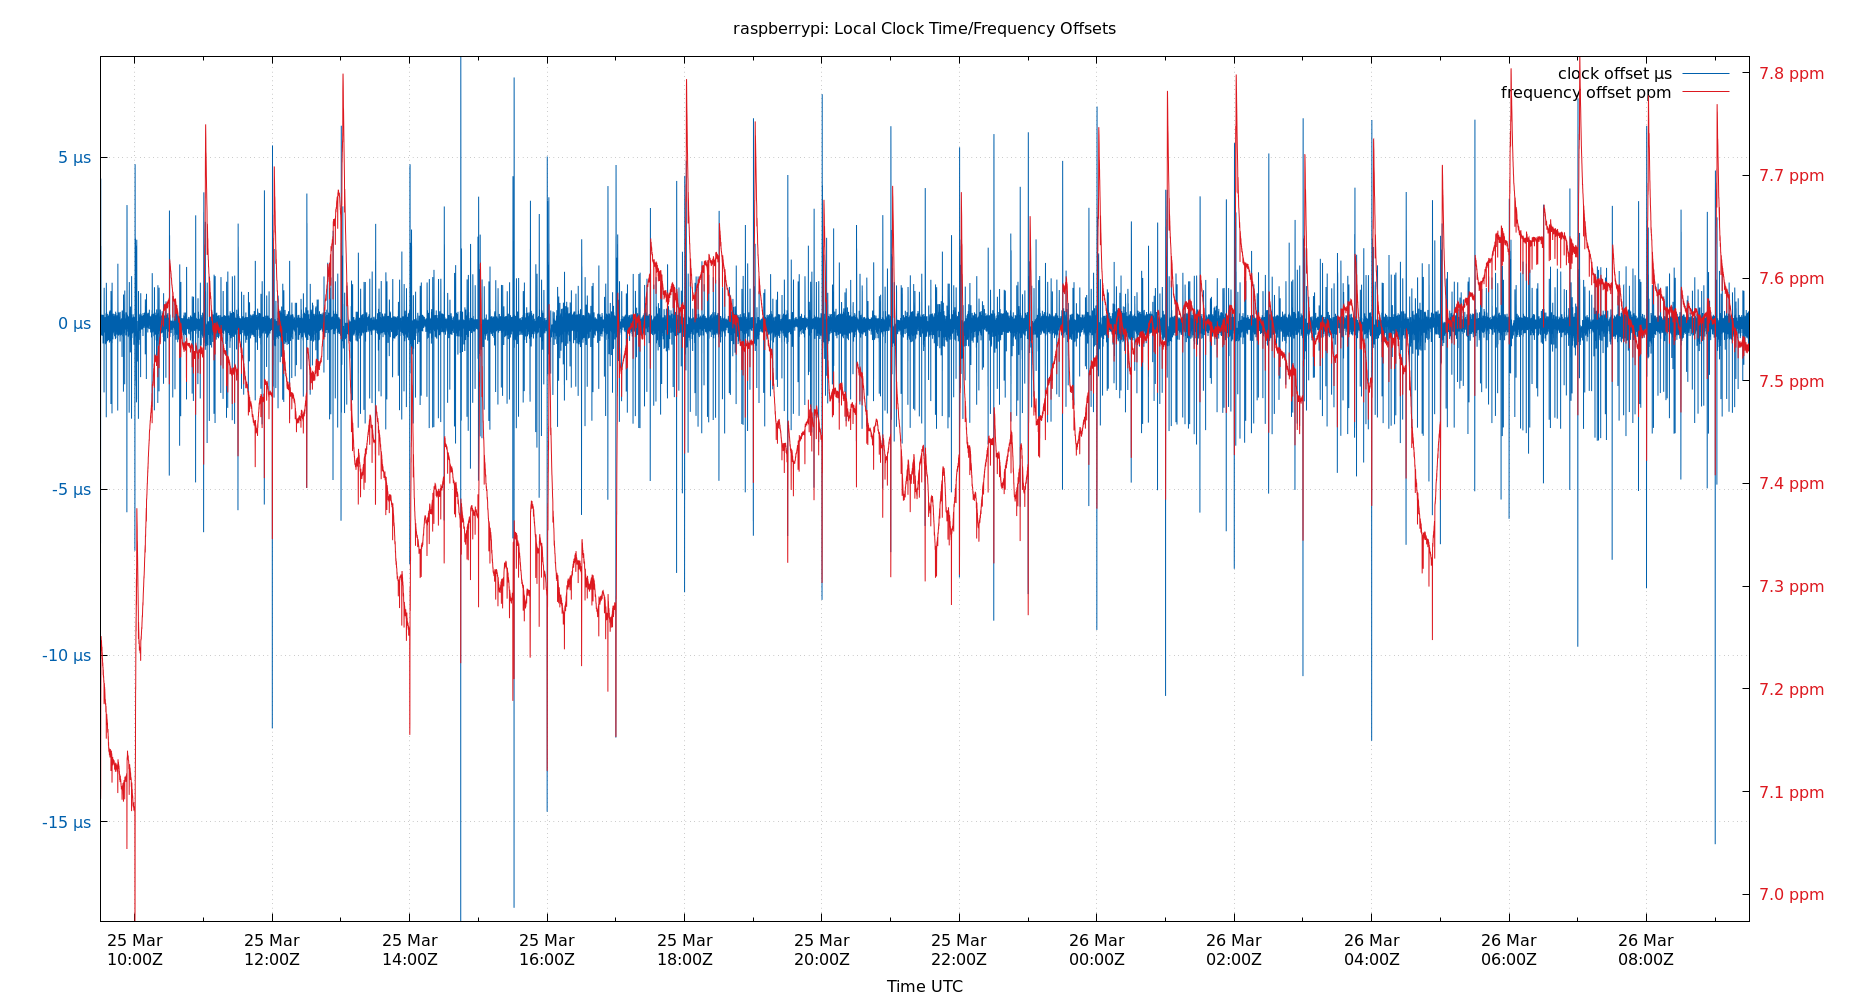 raspberrypi: Local Clock Time/Frequency Offsets
clock offset µs
frequency offset ppm
5 µs
0 µs
-5 µs
-10 µs
-15 µs
7.8 ppm
7.7 ppm
7.6 ppm
7.5 ppm
7.4 ppm
7.3 ppm
7.2 ppm
7.1 ppm
7.0 ppm
25 Mar 25 Mar 25 Mar 25 Mar 25 Mar 25 Mar 25 Mar 26 Mar 26 Mar 26 Mar 26 Mar 26 Mar
10:00Z 12:00Z 14:00Z 16:00Z 18:00Z 20:00Z 22:00Z 00:00Z 02:00Z 04:00Z 06:00Z 08:00Z
Time UTC